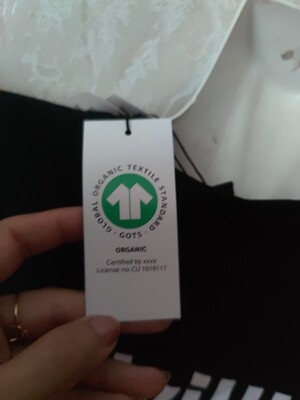 GLOBAL ORGANIC TEXTILE STANDARD · GOTS ·
ORGANIC
Certified by xxxx
License no CU 1019117